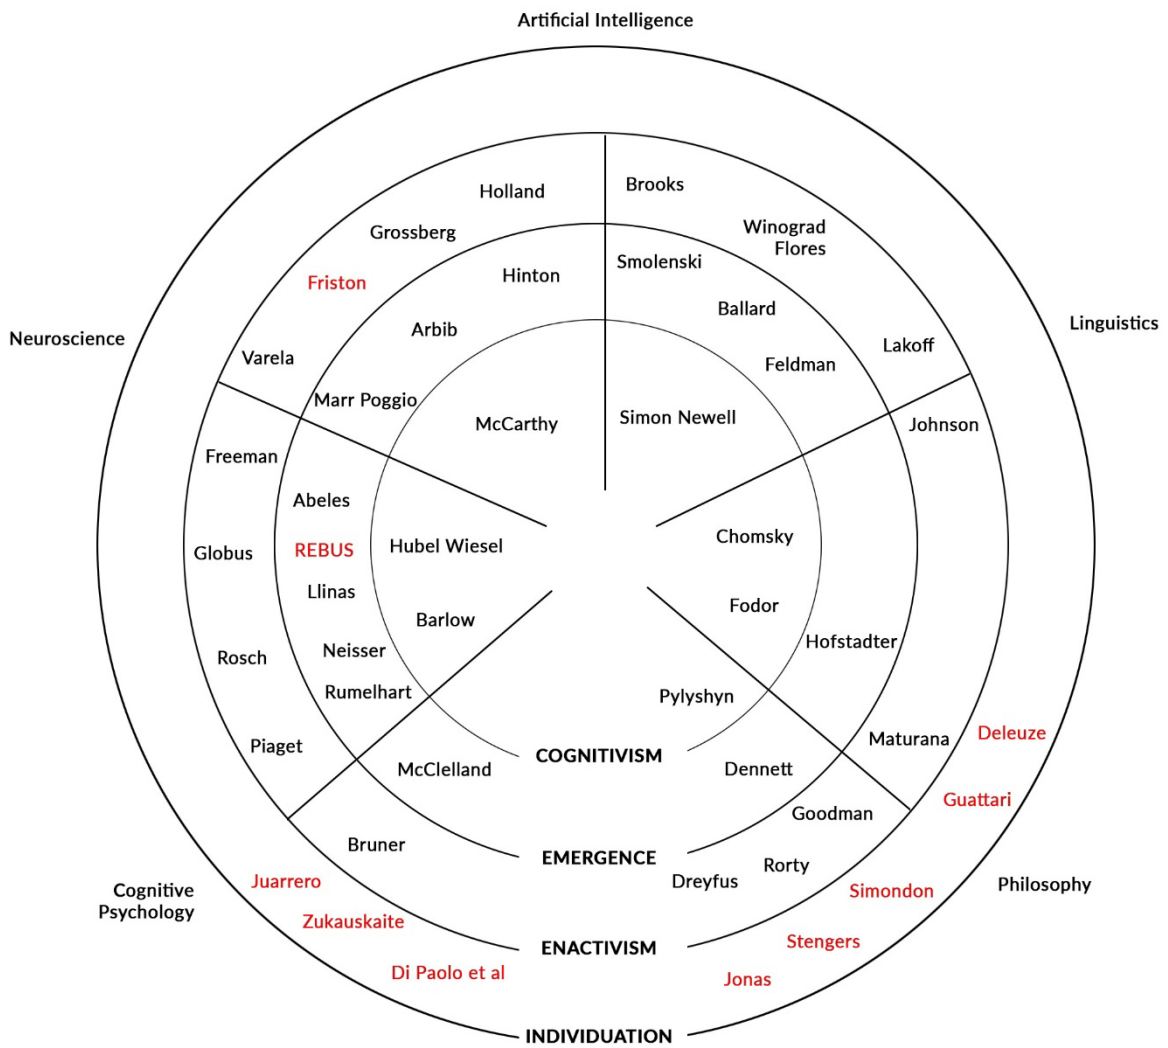 Artificial Intelligence
Holland
Brooks
Grossberg
Winograd
Flores
Friston
Hinton
Smolenski
Ballard
Neuroscience
Linguistics
Arbib
Varela
Lakoff
Feldman
Marr Poggio
McCarthy
Simon Newell
Johnson
Freeman
Abeles
Globus
REBUS
Hubel Wiesel
Chomsky
Llinas
Fodor
Barlow
Neisser
Hofstadter
Rosch
Rumelhart
Pylyshyn
Piaget
Maturana
Deleuze
COGNITIVISM
McClelland
Dennett
Guattari
Goodman
Bruner
EMERGENCE
Rorty
Dreyfus
Juarrero
Simondon
Philosophy
Cognitive
Psychology
Zukauskaite
Stengers
ENACTIVISM
Di Paolo et al
Jonas
INDIVIDUATION